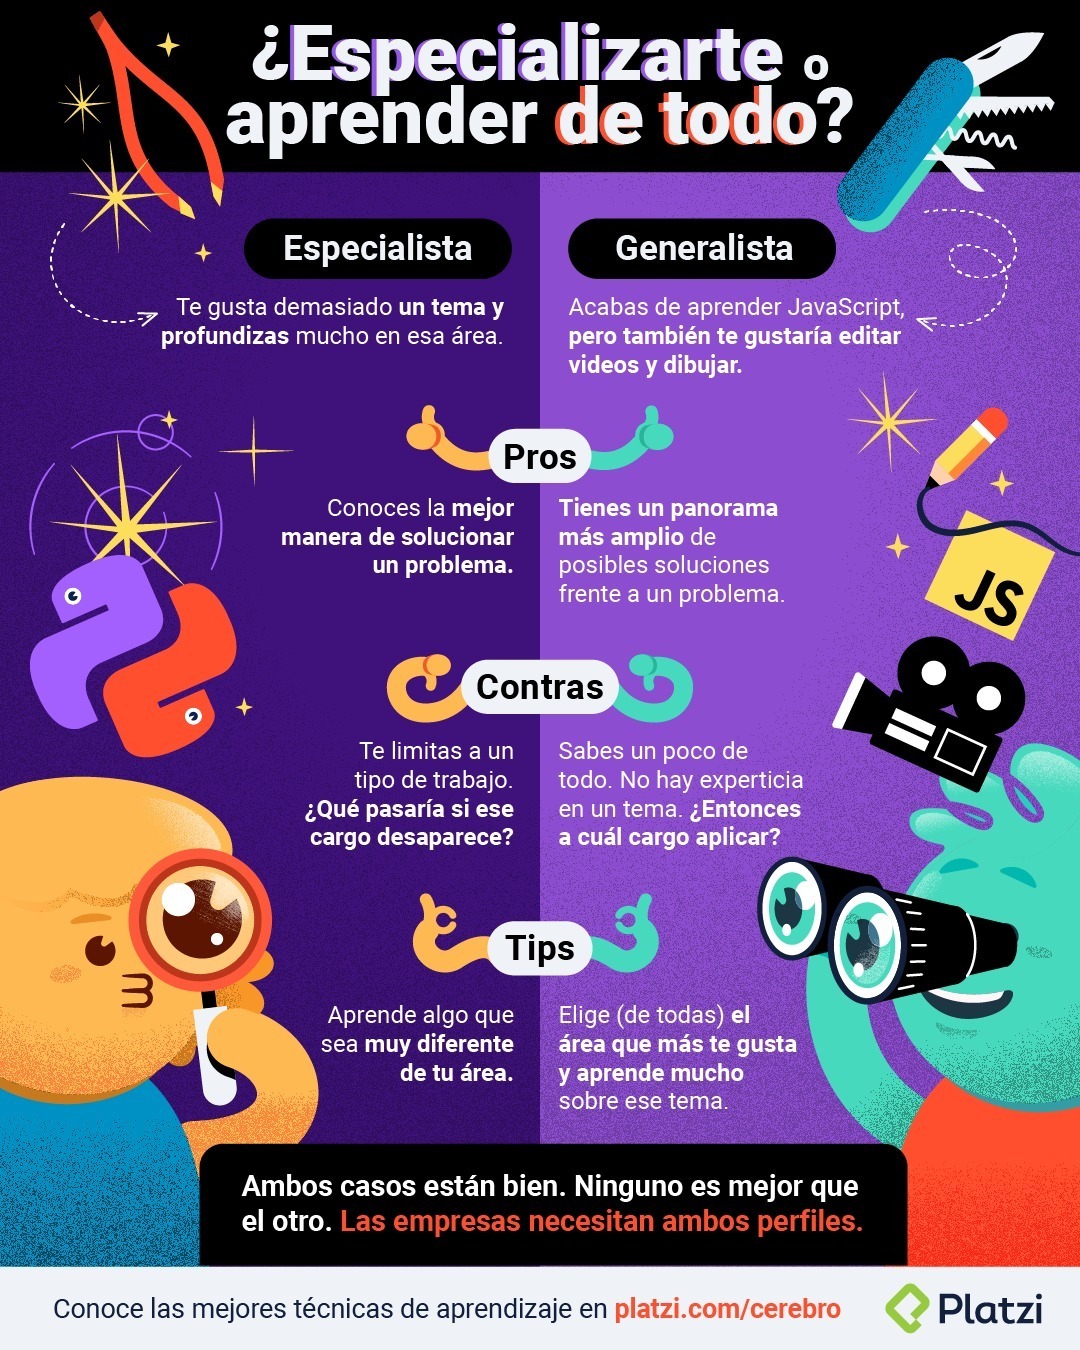 ¿Especializarte o
aprender de todo?
Especialista
Te gusta demasiado un tema y
profundizas mucho en esa área.
Generalista
Acabas de aprender JavaScript,
pero también te gustaría editar
videos y dibujar.
Pros
Conoces la mejor
manera de solucionar
un problema.
Tienes un panorama
más amplio de
posibles soluciones
frente a un problema.
JS
Contras
Te limitas a un
tipo de trabajo.
¿Qué pasaría si ese
cargo desaparece?
Sabes un poco de
todo. No hay experticia
en un tema. ¿Entonces
a cuál cargo aplicar?
Tips
Aprende algo que
sea muy diferente
de tu área.
Elige (de todas) el
área que más te gusta
y aprende mucho
sobre ese tema.
Ambos casos están bien. Ninguno es mejor que
el otro. Las empresas necesitan ambos perfiles.
Conoce las mejores técnicas de aprendizaje en platzi.com/cerebro
Platzi